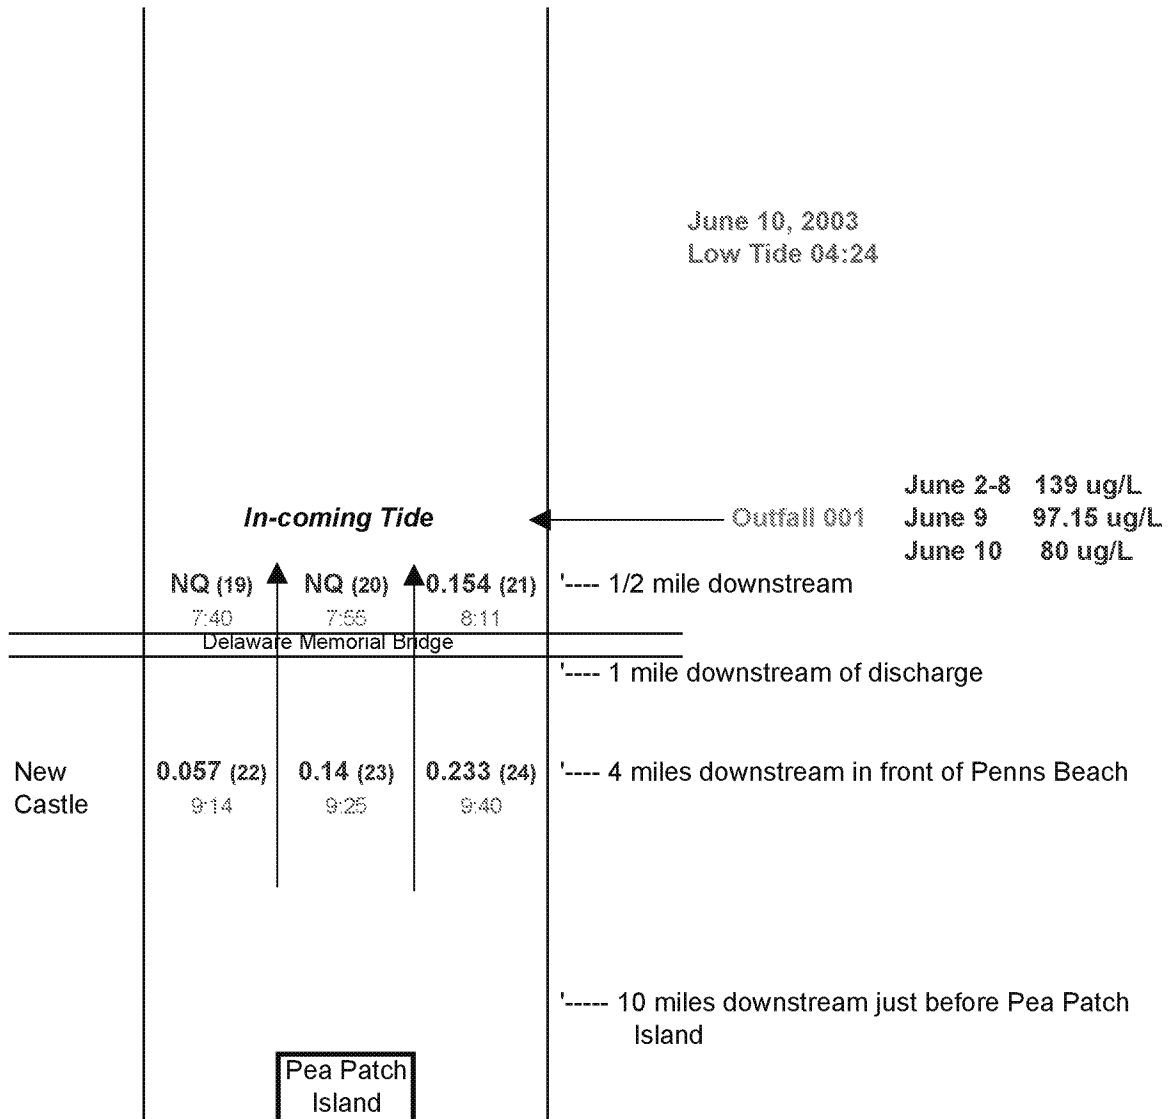 June 10, 2003
Low Tide 04:24
June 2-8 139 ug/L
In-coming Tide Outfall 001 June 9 97.15 ug/L
June 10 80 ug/L
NQ (19) NQ (20) 0.154 (21) '---- 1/2 mile downstream
7:40 7:55 8:11
Delaware Memorial Bridge
'---- 1 mile downstream of discharge
New 0.057 (22) 0.14 (23) 0.233 (24) '---- 4 miles downstream in front of Penns Beach
Castle 9:14 9:25 9:40
'----- 10 miles downstream just before Pea Patch
Island
Pea Patch
Island